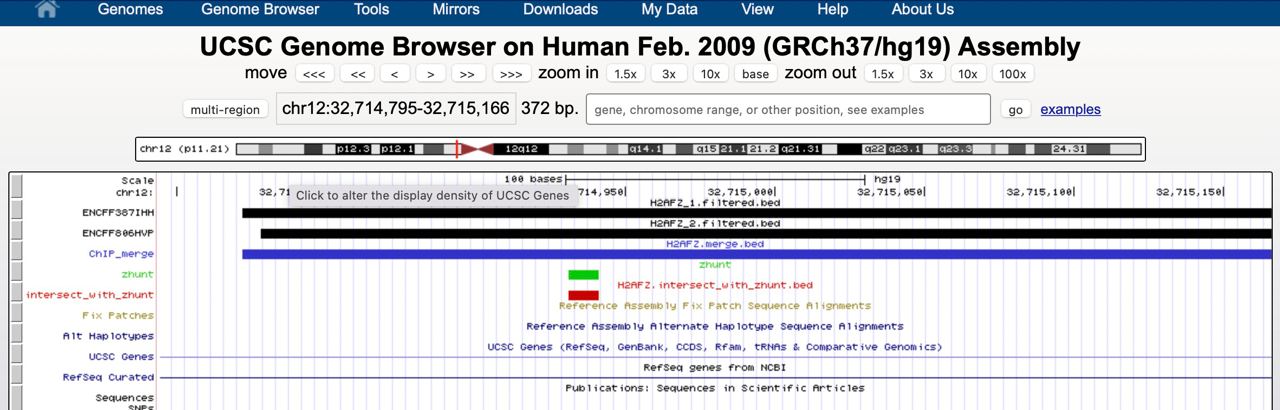 Genomes Genome Browser Tools Mirrors Downloads My Data View Help About Us
UCSC Genome Browser on Human Feb. 2009 (GRCh37/hg19) Assembly
move <<< << < > >> >>> zoom in 1.5x 3x 10x base zoom out 1.5x 3x 10x 100x
multi-region chr12:32,714,795-32,715,166 372 bp. gene, chromosome range, or other position, see examples go examples
chr12 (p11.21) p12.3 p12.1 12q12 q14.1 q15 21.1 21.2 q21.31 q22 q23.1 q23.3 24.31
Scale 100 bases hg19
chr12: 32,71 714,950| 32,715,000| 32,715,050| 32,715,100| 32,715,150|
Click to alter the display density of UCSC Genes
H2AFZ_1.filtered.bed
ENCFF387IHH
H2AFZ_2.filtered.bed
ENCFF806HVP
H2AFZ.merge.bed
ChIP_merge
zhunt
zhunt
H2AFZ.intersect_with_zhunt.bed
intersect_with_zhunt
Reference Assembly Fix Patch Sequence Alignments
Fix Patches
Reference Assembly Alternate Haplotype Sequence Alignments
Alt Haplotypes
UCSC Genes (RefSeq, GenBank, CCDS, Rfam, tRNAs & Comparative Genomics)
UCSC Genes
RefSeq genes from NCBI
RefSeq Curated
Publications: Sequences in Scientific Articles
Sequences
SNPs